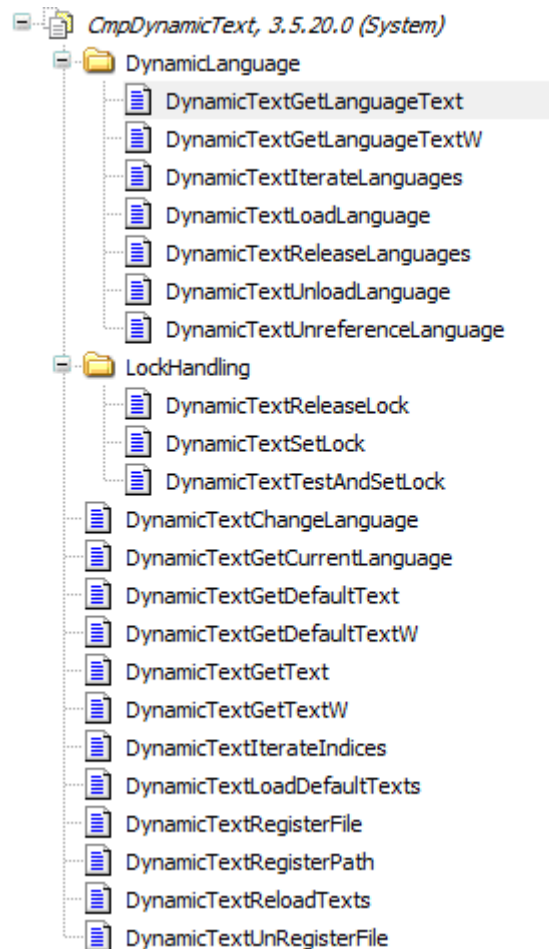 CmpDynamicText, 3.5.20.0 (System)
DynamicLanguage
DynamicTextGetLanguageText
DynamicTextGetLanguageTextW
DynamicTextIterateLanguages
DynamicTextLoadLanguage
DynamicTextReleaseLanguages
DynamicTextUnloadLanguage
DynamicTextUnreferenceLanguage
LockHandling
DynamicTextReleaseLock
DynamicTextSetLock
DynamicTextTestAndSetLock
DynamicTextChangeLanguage
DynamicTextGetCurrentLanguage
DynamicTextGetDefaultText
DynamicTextGetDefaultTextW
DynamicTextGetText
DynamicTextGetTextW
DynamicTextIterateIndices
DynamicTextLoadDefaultTexts
DynamicTextRegisterFile
DynamicTextRegisterPath
DynamicTextReloadTexts
DynamicTextUnRegisterFile